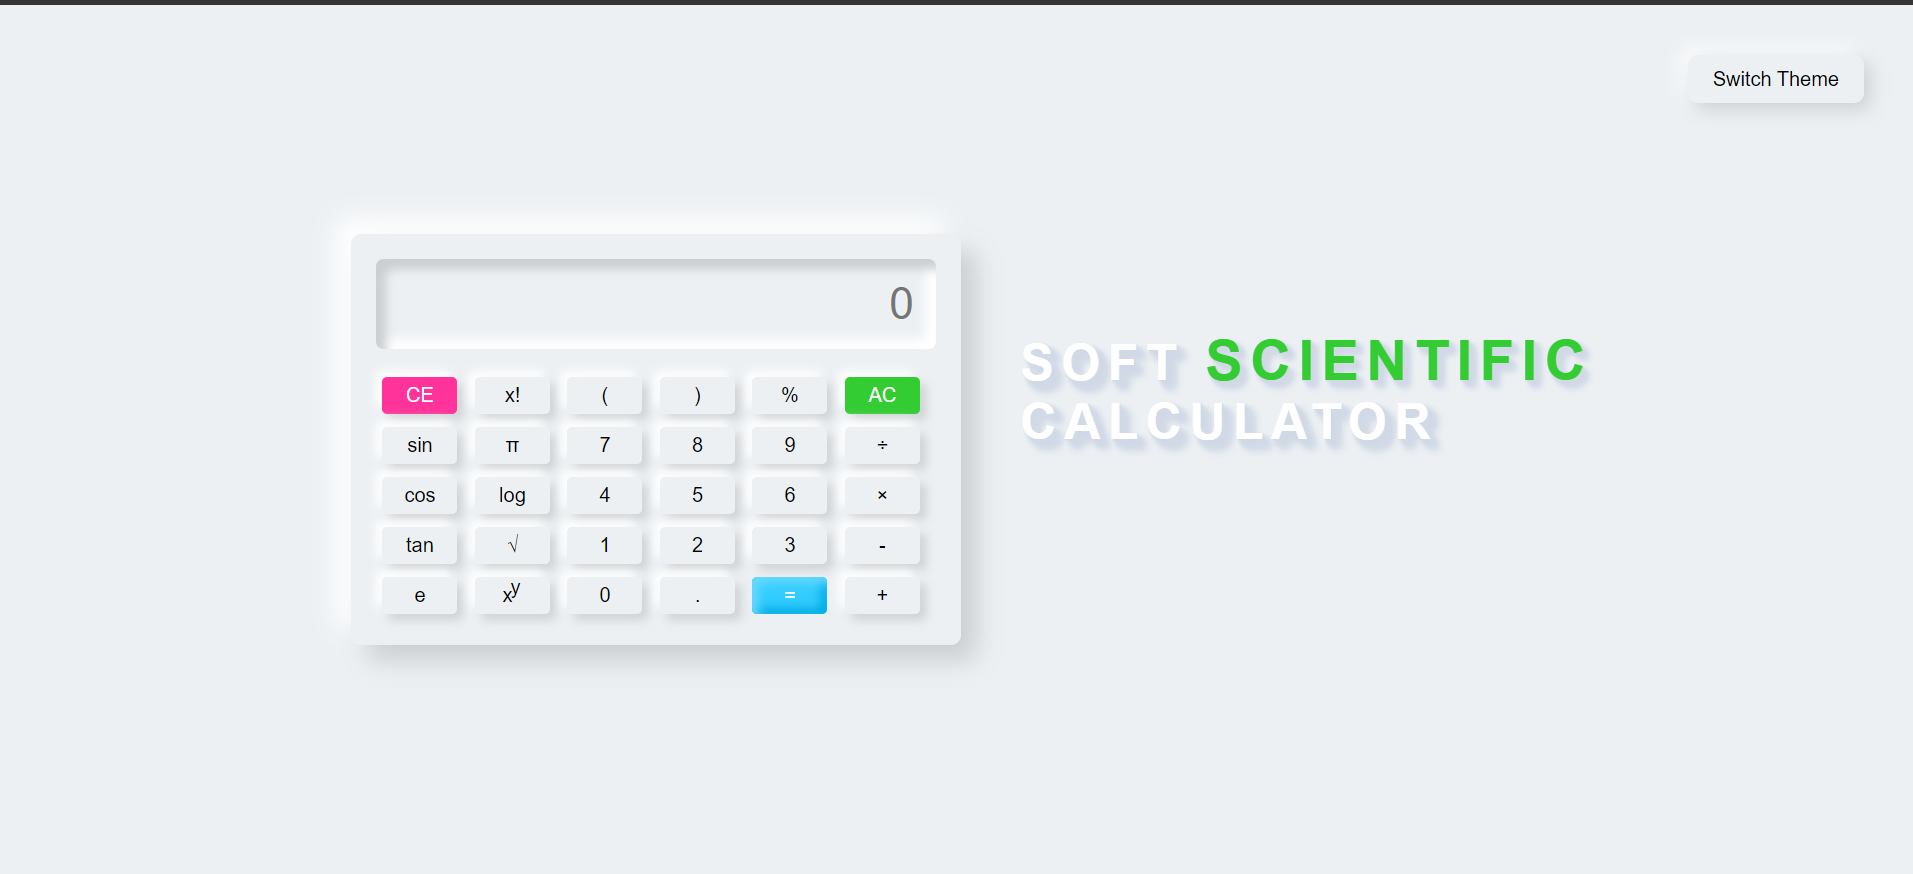 Switch Theme
0
SOFT SCIENTIFIC
CALCULATOR
CE x! ( ) % AC
sin π 7 8 9 ÷
cos log 4 5 6 ×
tan √ 1 2 3 -
e xy 0 . = +